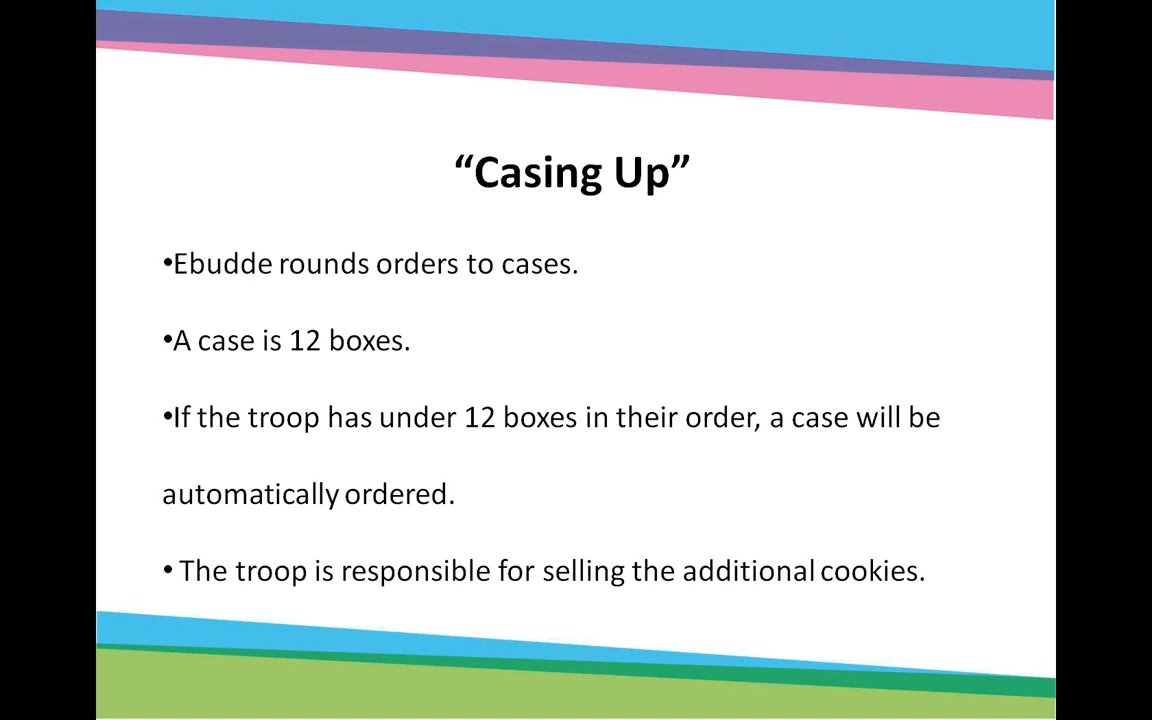 “Casing Up”
•Ebudde rounds orders to cases.
•A case is 12 boxes.
•If the troop has under 12 boxes in their order, a case will be
automatically ordered.
• The troop is responsible for selling the additional cookies.